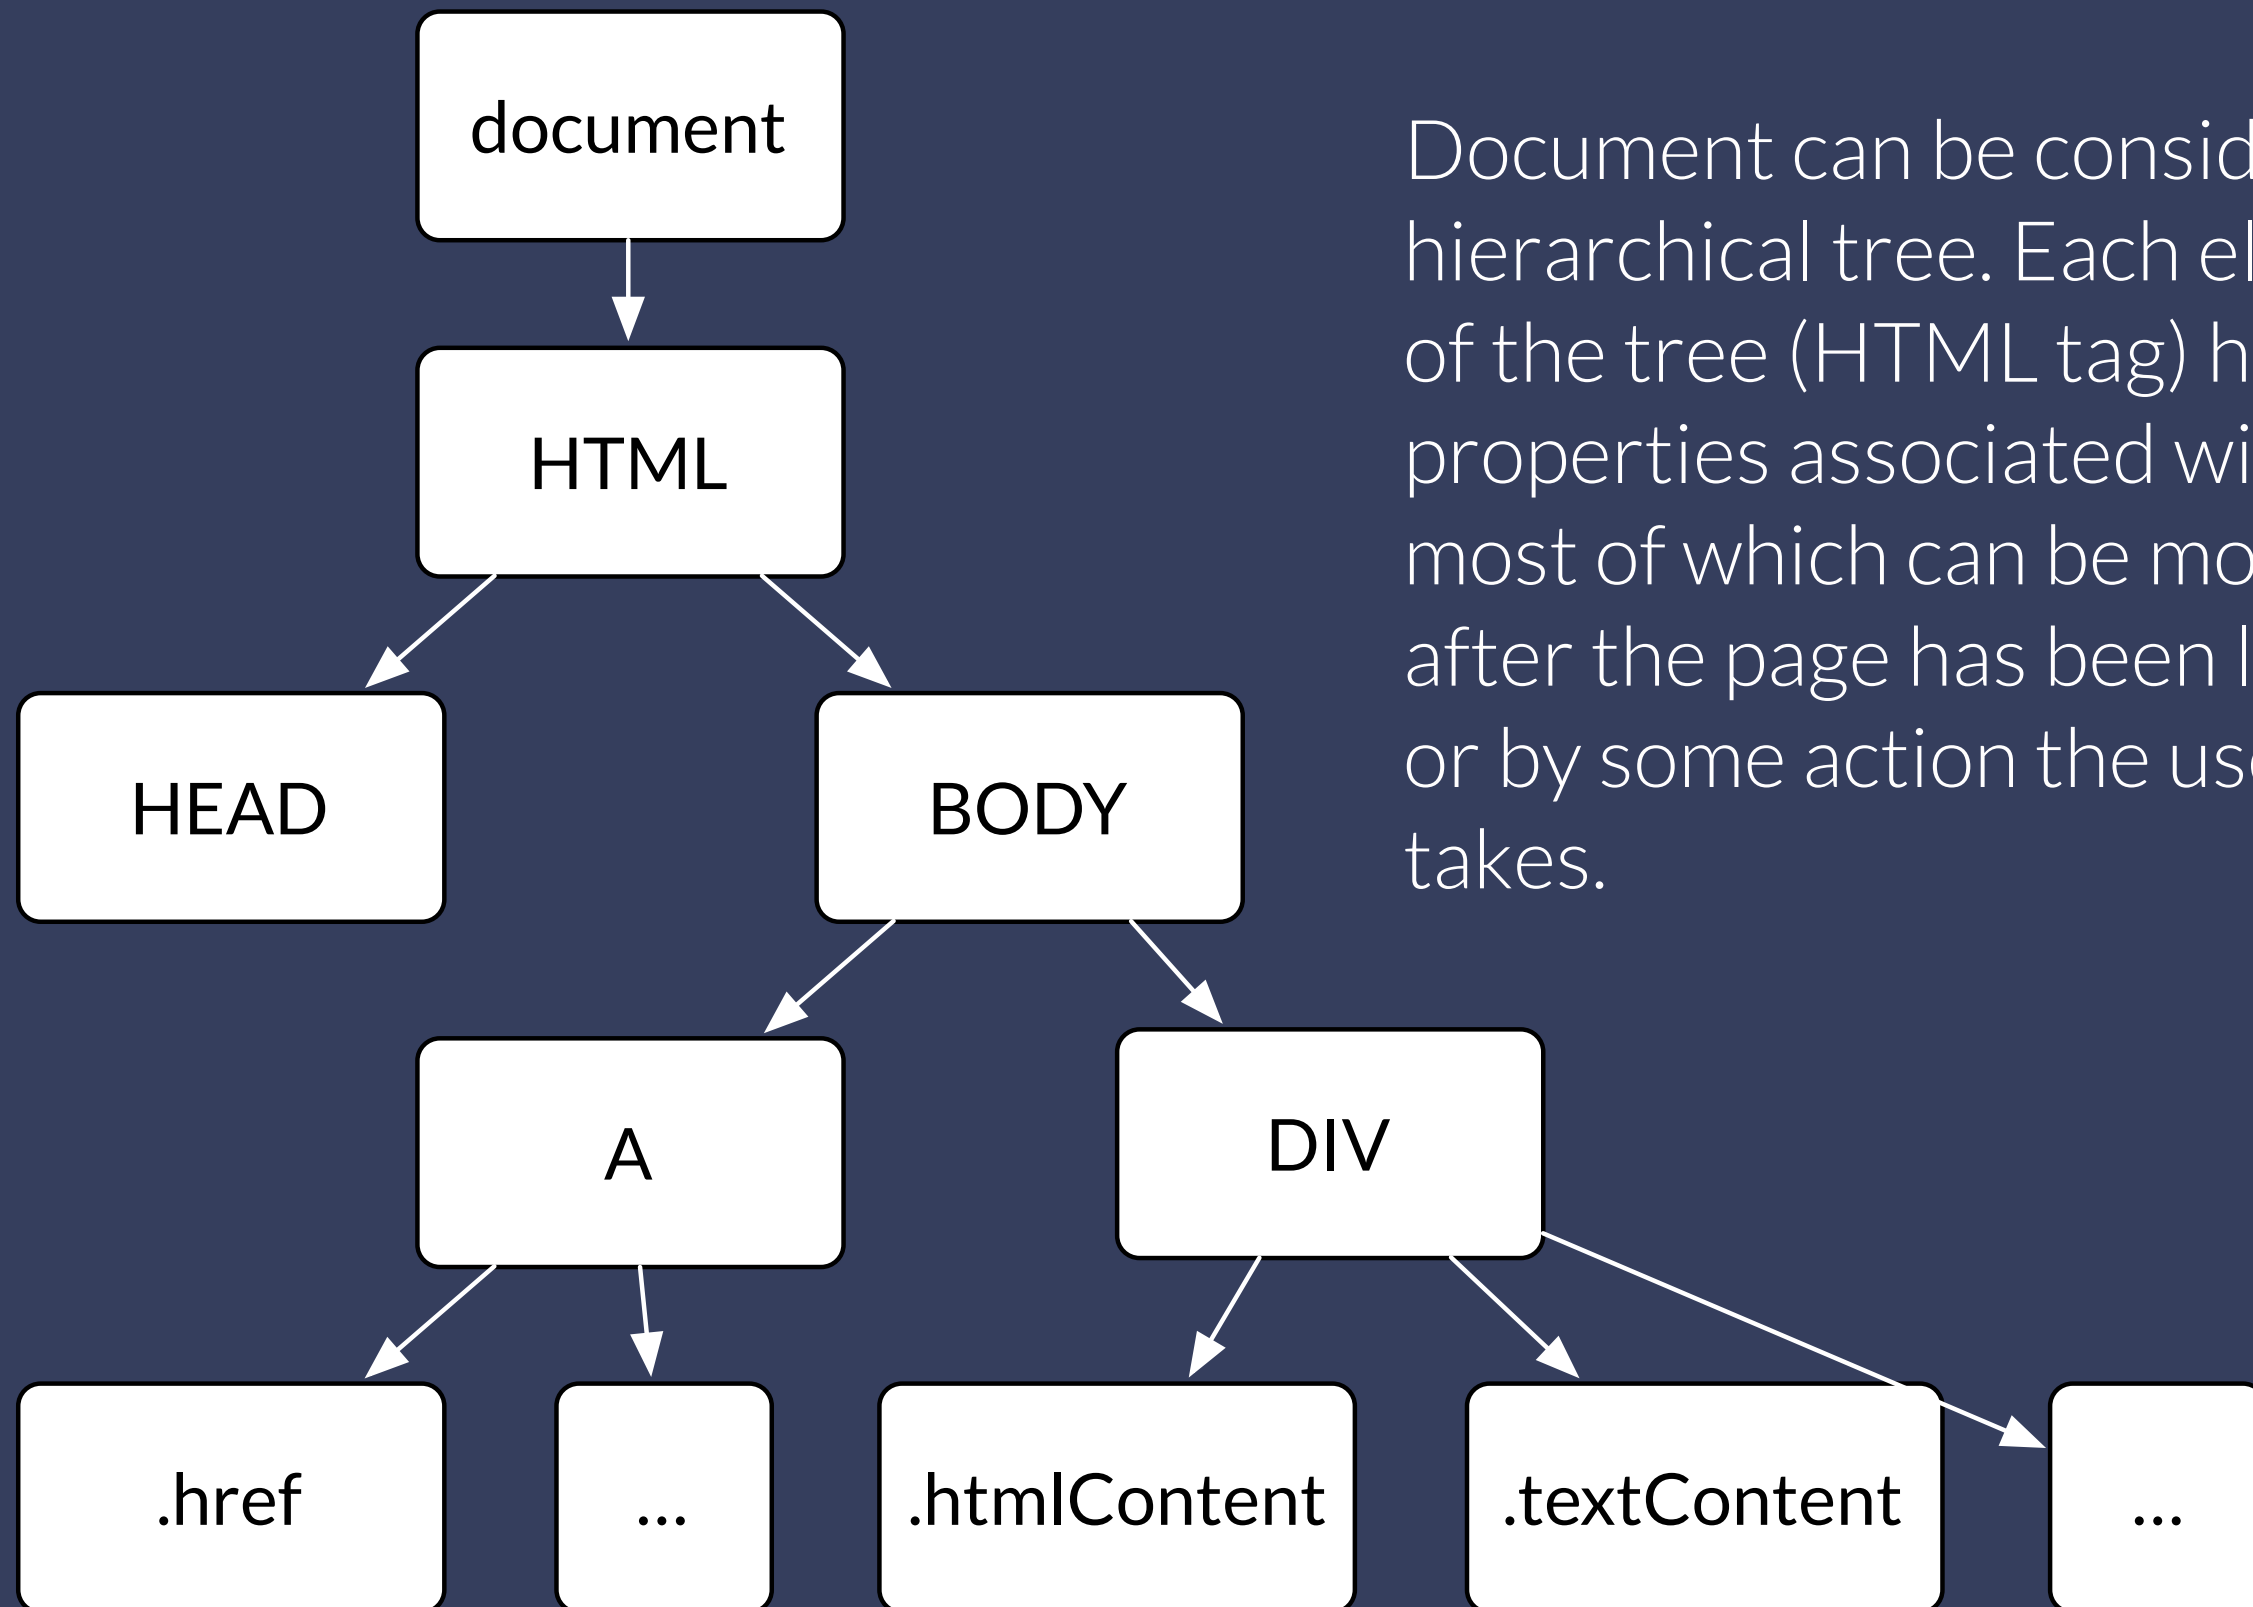 document
Document can be consid
hierarchical tree. Each el
of the tree (HTML tag) h
properties associated wi
most of which can be mo
after the page has been l
or by some action the use
takes.
HTML
HEAD
BODY
A
DIV
.href
...
.htmlContent
.textContent
...